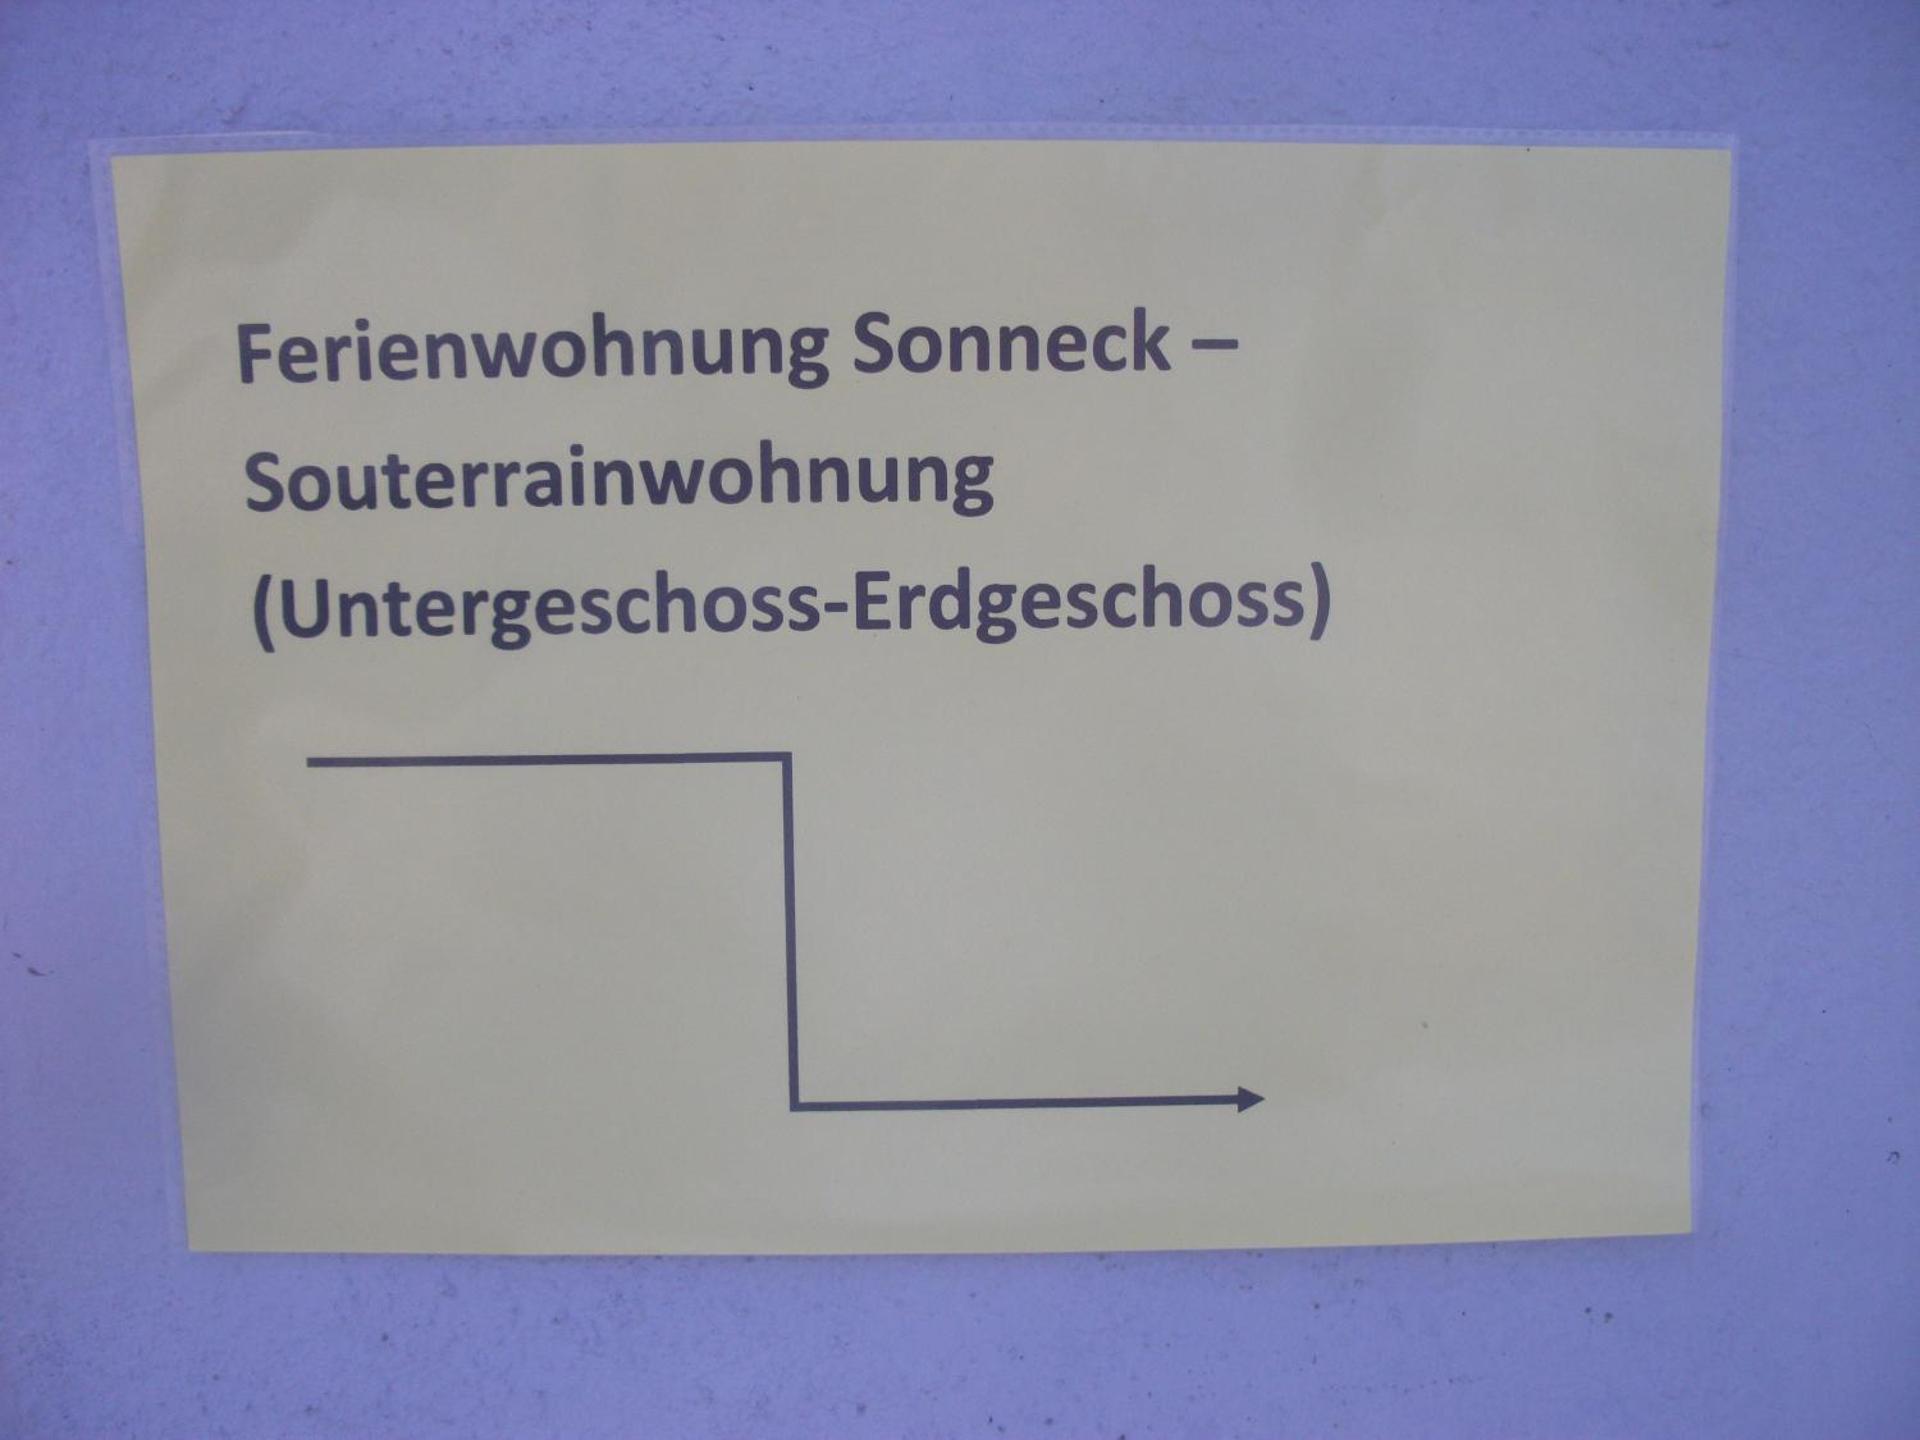 Ferienwohnung Sonneck –
Souterrainwohnung
(Untergeschoss-Erdgeschoss)